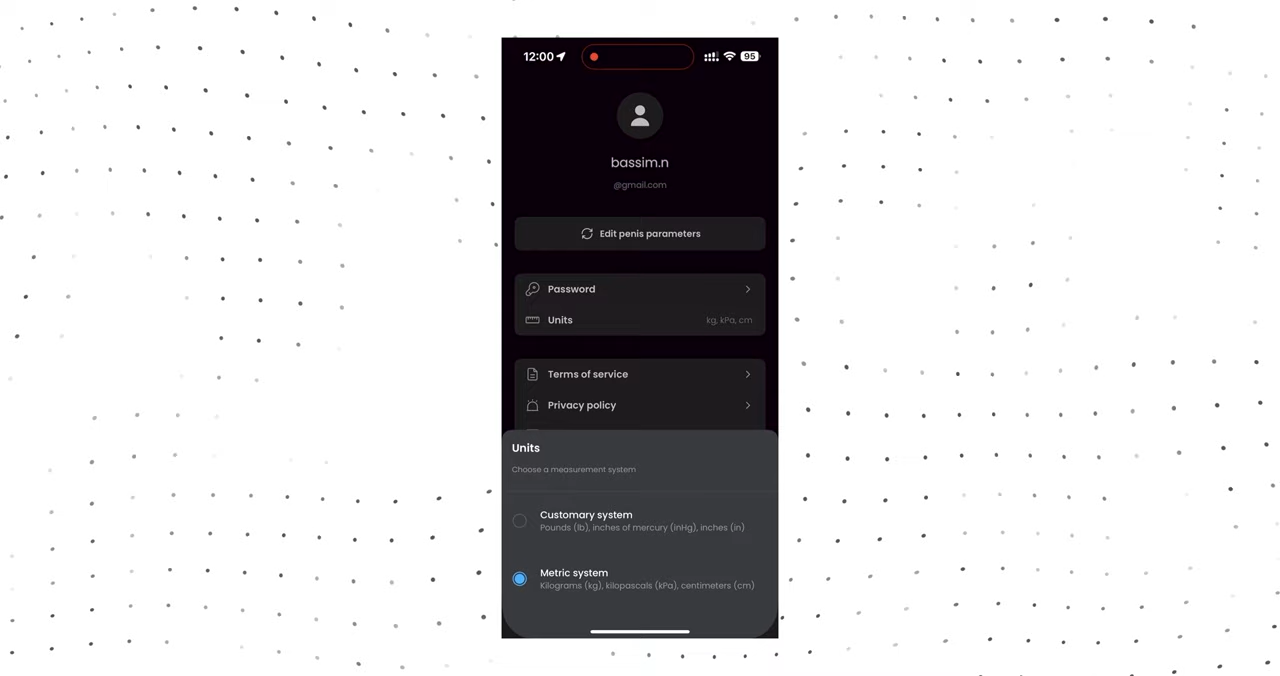 12:00
95
bassim.n
@gmail.com
Edit penis parameters
Password
Units kg, kPa, cm
Terms of service
Privacy policy
Units
Choose a measurement system
Customary system
Pounds (lb), inches of mercury (inHg), inches (in)
Metric system
Kilograms (kg), kilopascals (kPa), centimeters (cm)